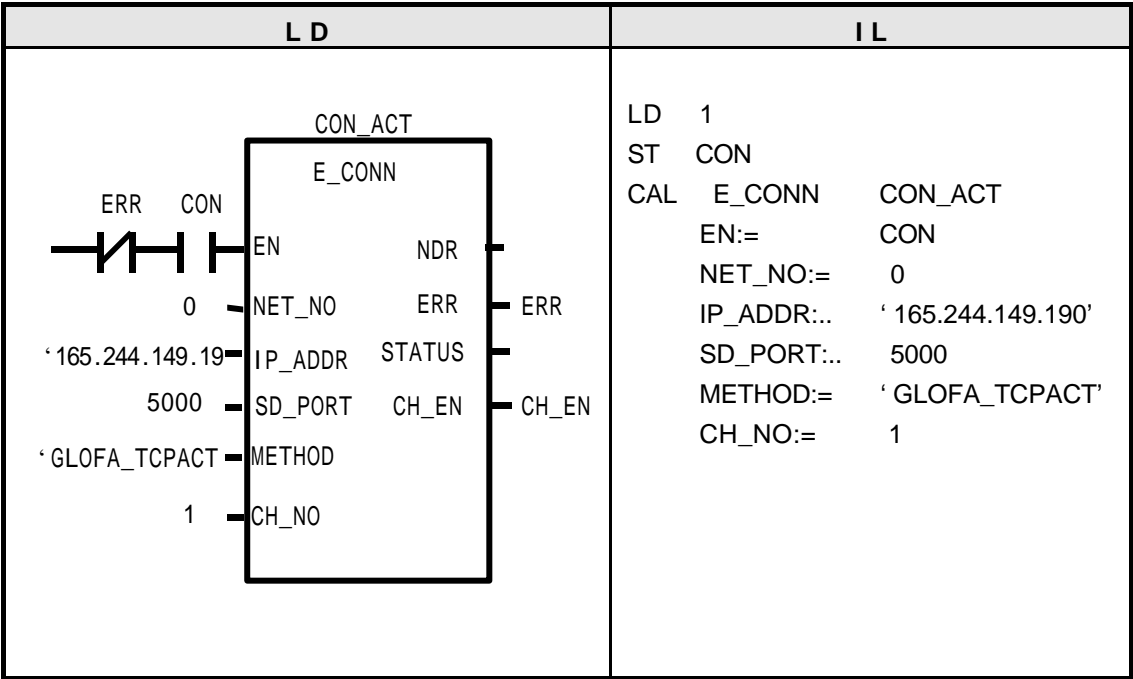 L D
I L
CON_ACT
E_CONN
ERR CON
EN NDR
0 NET_NO ERR ERR
‘165.244.149.19 IP_ADDR STATUS
5000 SD_PORT CH_EN CH_EN
‘GLOFA_TCPACT METHOD
1 CH_NO
LD 1
ST CON
CAL E_CONN CON_ACT
EN:= CON
NET_NO:= 0
IP_ADDR:.. ‘ 165.244.149.190’
SD_PORT:.. 5000
METHOD:= ‘ GLOFA_TCPACT’
CH_NO:= 1